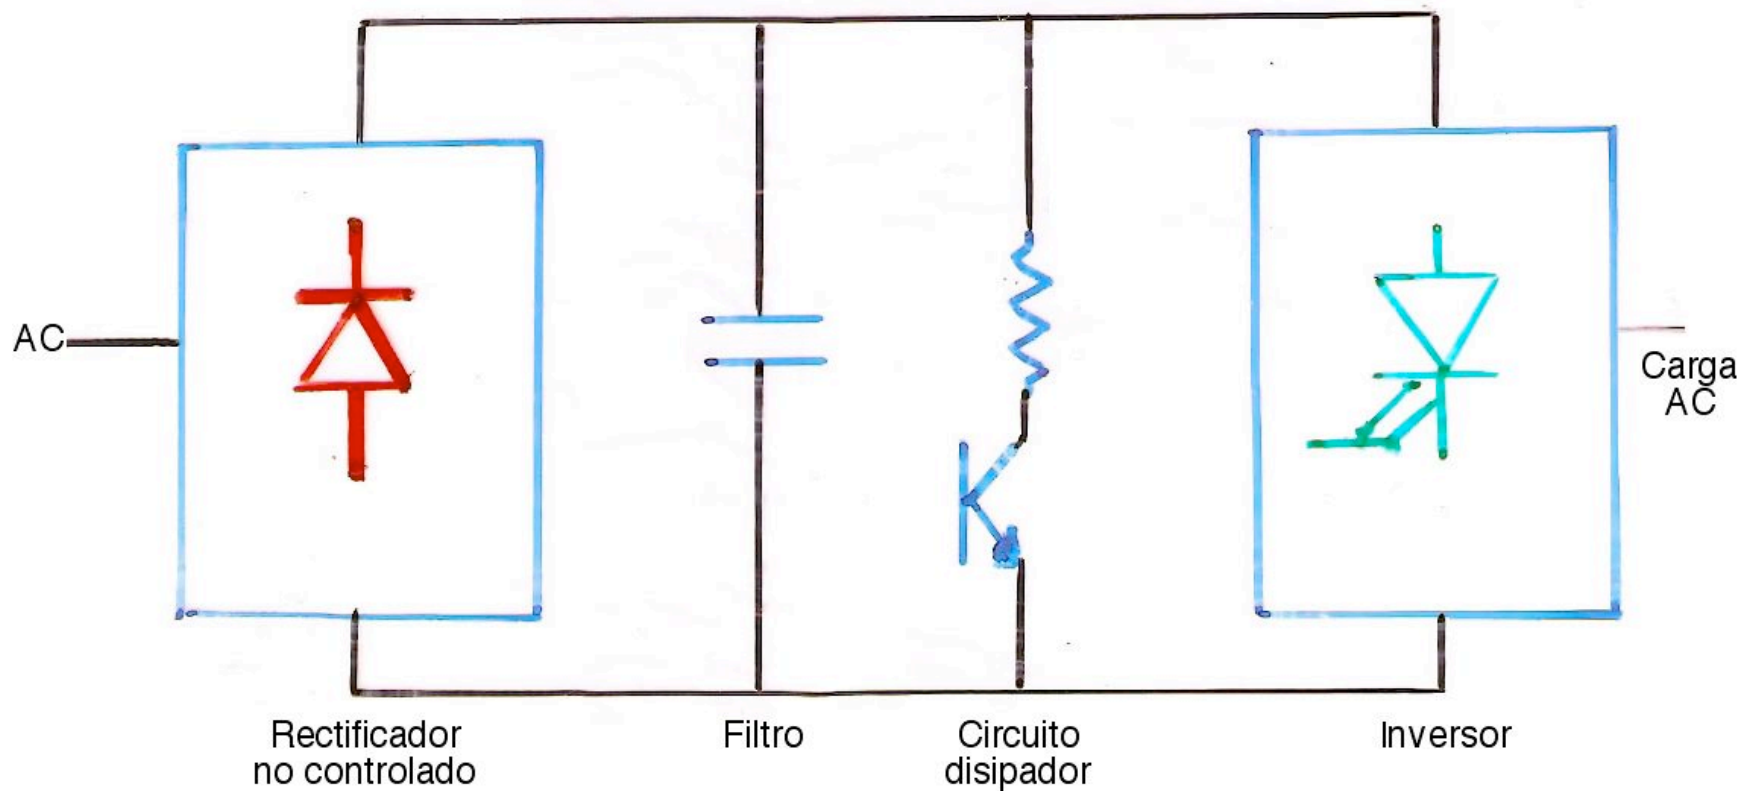 AC
Carga
AC
Rectificador
no controlado
Filtro
Circuito
disipador
Inversor